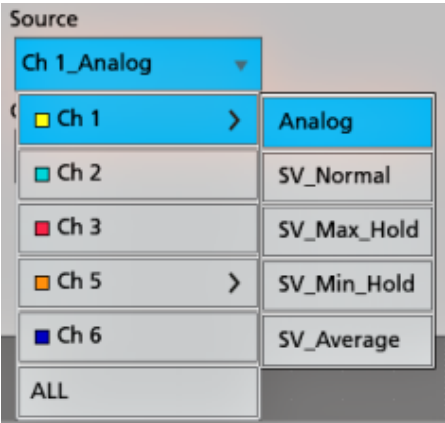 Source
Ch 1_Analog
Ch 1
Ch 2
Ch 3
Ch 5
Ch 6
ALL
Analog
SV_Normal
SV_Max_Hold
SV_Min_Hold
SV_Average